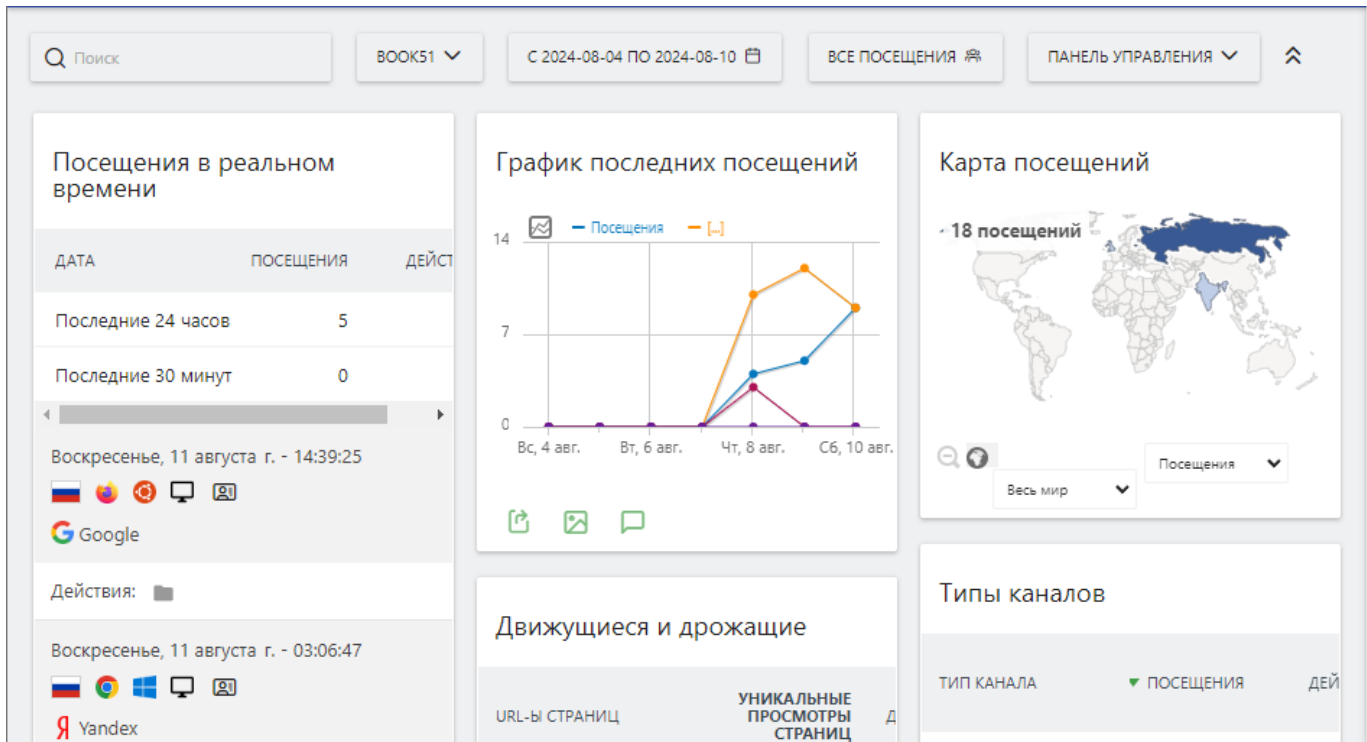 Поиск
BOOK51
С 2024-08-04 ПО 2024-08-10
ВСЕ ПОСЕЩЕНИЯ
ПАНЕЛЬ УПРАВЛЕНИЯ
Посещения в реальном
времени
ДАТА ПОСЕЩЕНИЯ ДЕЙСТ
Последние 24 часов 5
Последние 30 минут 0
Воскресенье, 11 августа г. - 14:39:25
Google
Действия:
Воскресенье, 11 августа г. - 03:06:47
Я Yandex
График последних посещений
Посещения [...]
14
7
0
Вс, 4 авг. Вт, 6 авг. Чт, 8 авг. Сб, 10 авг.
Движущиеся и дрожащие
URL-Ы СТРАНИЦ
УНИКАЛЬНЫЕ
ПРОСМОТРЫ
СТРАНИЦ
Д
Карта посещений
18 посещений
Посещения
Весь мир
Типы каналов
ТИП КАНАЛА ПОСЕЩЕНИЯ ДЕЙ